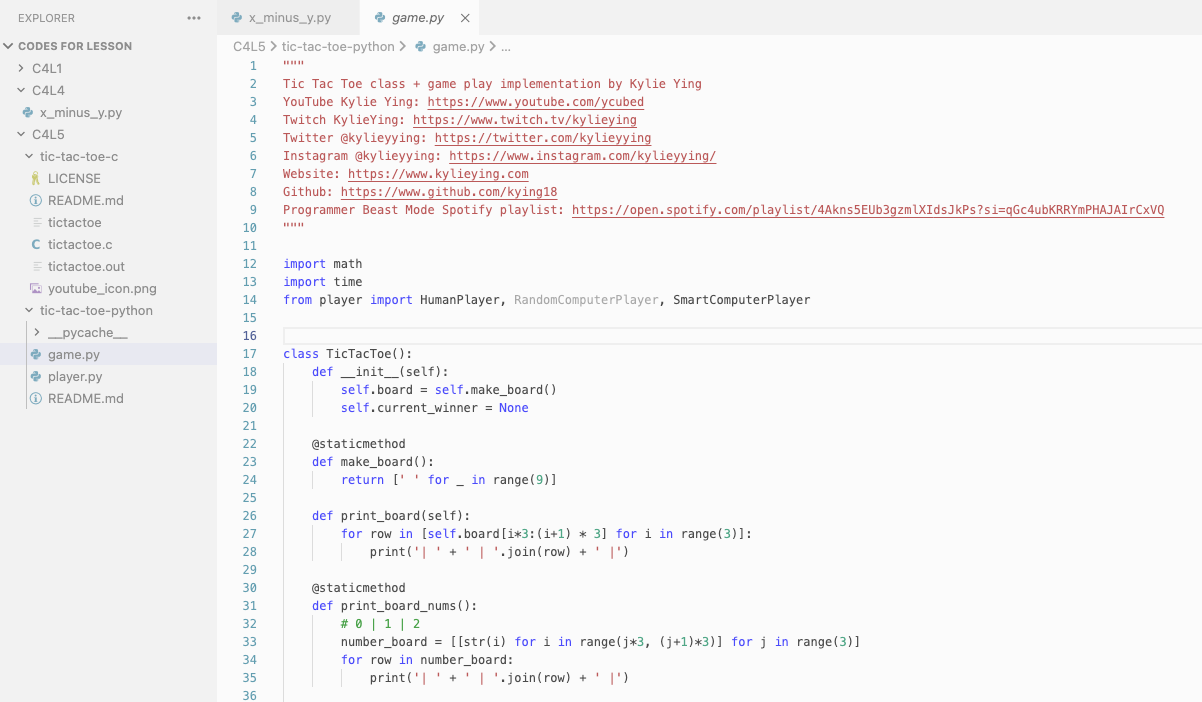 EXPLORER
CODES FOR LESSON
C4L1
C4L4
x_minus_y.py
C4L5
tic-tac-toe-c
LICENSE
README.md
tictactoe
tictactoe.c
tictactoe.out
youtube_icon.png
tic-tac-toe-python
__pycache__
game.py
player.py
README.md
x_minus_y.py game.py
C4L5 > tic-tac-toe-python > game.py > ...
1 """
2 Tic Tac Toe class + game play implementation by Kylie Ying
3 YouTube Kylie Ying: https://www.youtube.com/ycubed
4 Twitch KylieYing: https://www.twitch.tv/kylieying
5 Twitter @kylieyying: https://twitter.com/kylieyying
6 Instagram @kylieyying: https://www.instagram.com/kylieyying/
7 Website: https://www.kylieying.com
8 Github: https://www.github.com/kying18
9 Programmer Beast Mode Spotify playlist: https://open.spotify.com/playlist/4Akns5EUb3gzmlXIdsJkPs?si=qGc4ubKRRYmPHAJAIrCxVQ
10 """
11
12 import math
13 import time
14 from player import HumanPlayer, RandomComputerPlayer, SmartComputerPlayer
15
16
17 class TicTacToe():
18     def __init__(self):
19         self.board = self.make_board()
20         self.current_winner = None
21
22     @staticmethod
23     def make_board():
24         return [' ' for _ in range(9)]
25
26     def print_board(self):
27         for row in [self.board[i*3:(i+1) * 3] for i in range(3)]:
28             print('| ' + ' | '.join(row) + ' |')
29
30     @staticmethod
31     def print_board_nums():
32         # 0 | 1 | 2
33         number_board = [[str(i) for i in range(j*3, (j+1)*3)] for j in range(3)]
34         for row in number_board:
35             print('| ' + ' | '.join(row) + ' |')
36